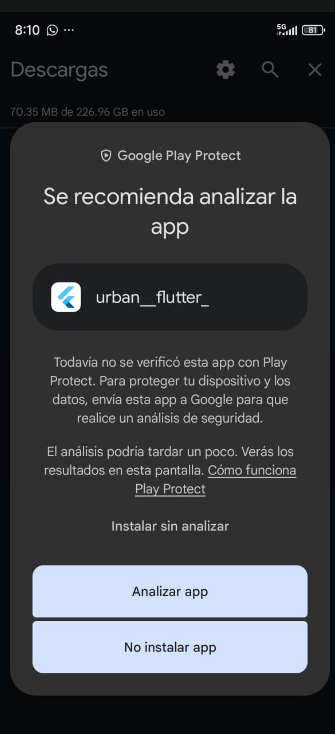 8:10 ...
5G 81
Descargas
70.35 MB de 226.96 GB en uso
Google Play Protect
Se recomienda analizar la
app
urban__flutter_
Todavía no se verificó esta app con Play
Protect. Para proteger tu dispositivo y los
datos, envía esta app a Google para que
realice un análisis de seguridad.
El análisis podría tardar un poco. Verás los
resultados en esta pantalla. Cómo funciona
Play Protect
Instalar sin analizar
Analizar app
No instalar app